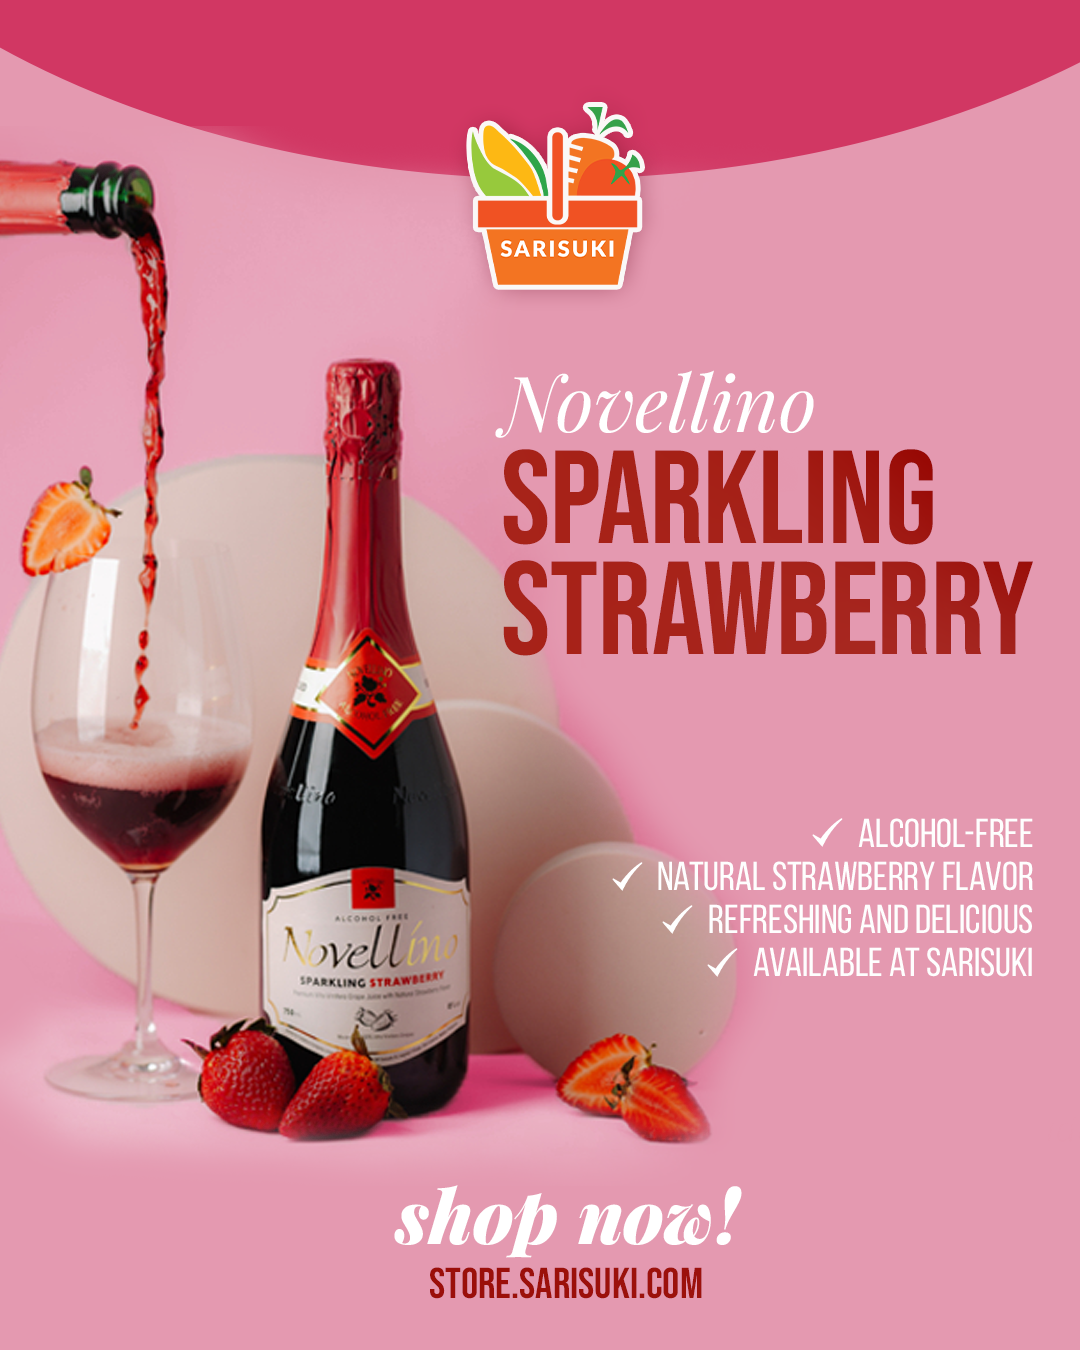 SARISUKI
Novellino
SPARKLING
STRAWBERRY
ALCOHOL-FREE
NATURAL STRAWBERRY FLAVOR
REFRESHING AND DELICIOUS
AVAILABLE AT SARISUKI
ALCOHOL FREE
Novellino
SPARKLING STRAWBERRY
750
shop now!
STORE.SARISUKI.COM